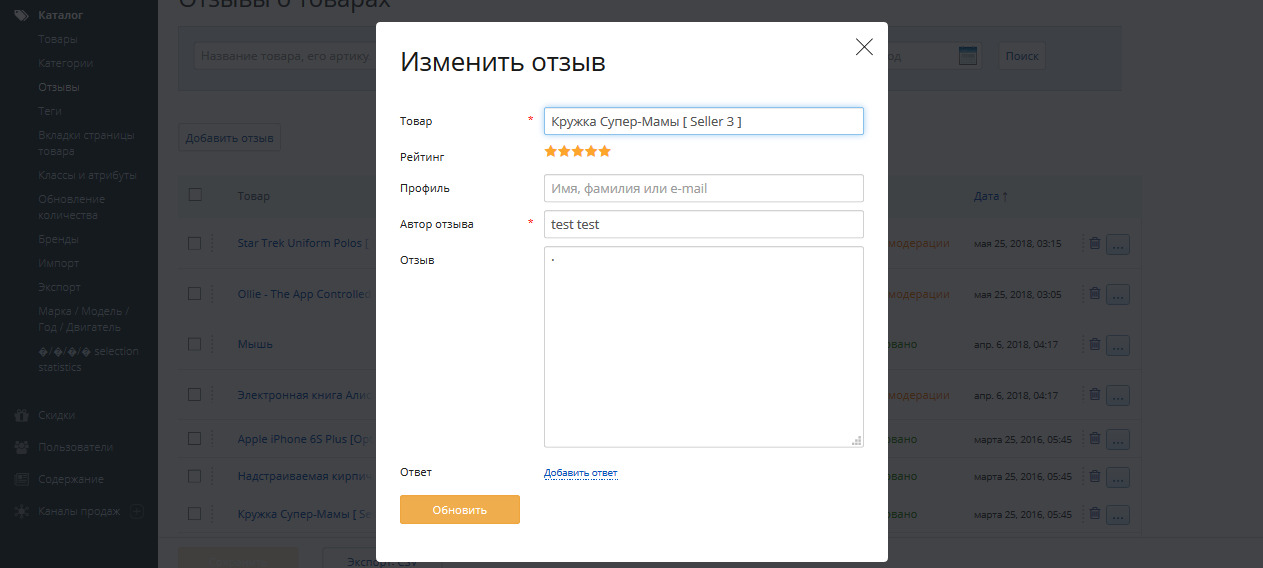 Отзывы о товарах
Каталог
Товары
Категории
Отзывы
Теги
Вкладки страницы
товара
Классы и атрибуты
Обновление
количества
Бренды
Импорт
Экспорт
Марка / Модель /
Год / Двигатель
�/�/�/� selection
statistics
Скидки
Пользователи
Содержание
Каналы продаж
Название товара, его артику
Поиск
Добавить отзыв
Товар
Дата ↑
Star Trek Uniform Polos [
модерации
мая 25, 2018, 03:15
...
Ollie - The App Controlled
модерации
мая 25, 2018, 03:05
...
Мышь
овано
апр. 6, 2018, 04:17
...
Электронная книга Али
модерации
апр. 6, 2018, 04:17
...
Apple iPhone 6S Plus [Op
овано
марта 25, 2016, 05:45
...
Надстраиваемая кирпи
овано
марта 25, 2016, 05:45
...
Кружка Супер-Мамы [ Se
овано
марта 25, 2016, 05:45
...
Экспорт: CSV
Изменить отзыв
Товар * Кружка Супер-Мамы [ Seller 3 ]
Рейтинг
Профиль Имя, фамилия или e-mail
Автор отзыва * test test
Отзыв .
Ответ Добавить ответ
Обновить